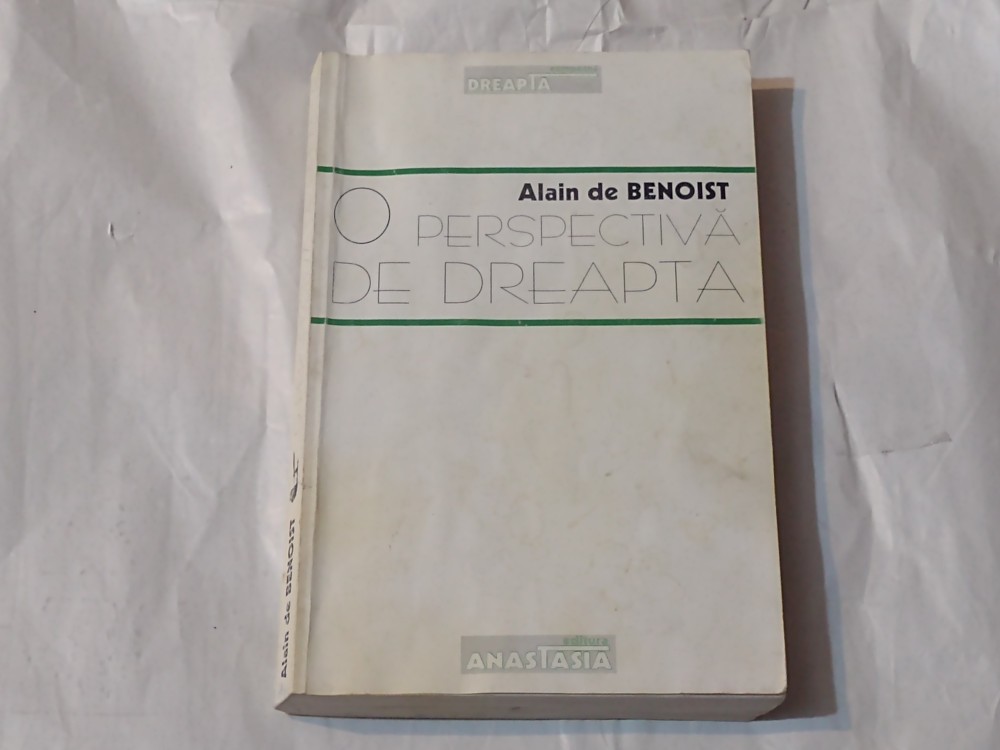 DREAPTA
Alain de BENOIST
O PERSPECTIVĂ
DE DREAPTA
editura
ANASTASIA
Alain de BENOIST